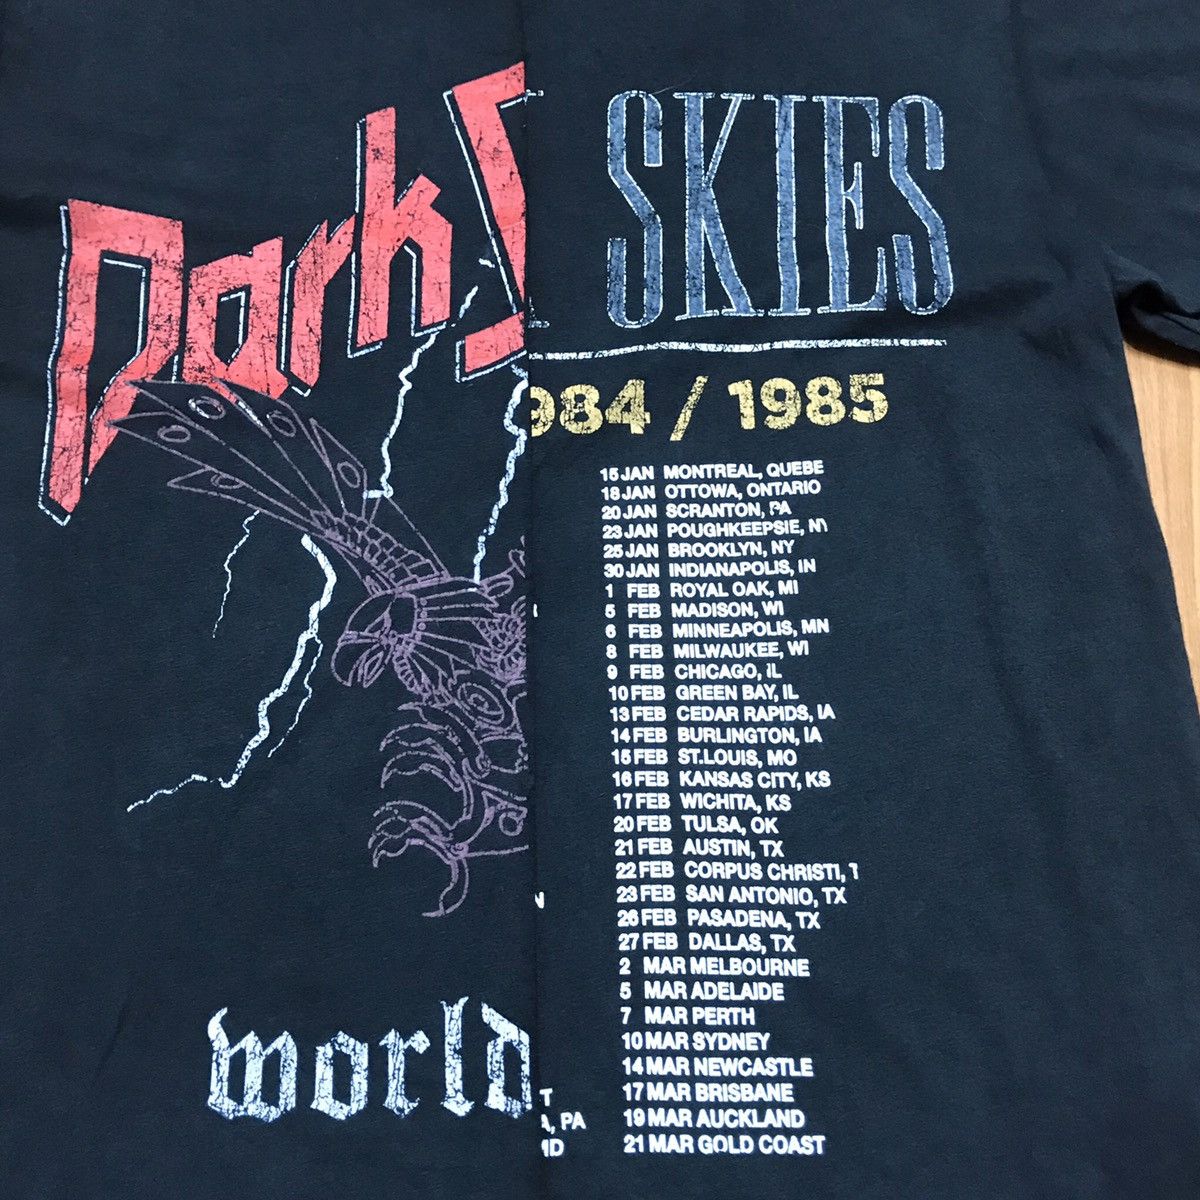 Dark S
world
SKIES
984 / 1985
15 JAN MONTREAL, QUEBE
18 JAN OTTOWA, ONTARIO
20 JAN SCRANTON, PA
23 JAN POUGHKEEPSIE, NY
25 JAN BROOKLYN, NY
30 JAN INDIANAPOLIS, IN
1 FEB ROYAL OAK, MI
5 FEB MADISON, WI
6 FEB MINNEAPOLIS, MN
8 FEB MILWAUKEE, WI
9 FEB CHICAGO, IL
10 FEB GREEN BAY, IL
13 FEB CEDAR RAPIDS, IA
14 FEB BURLINGTON, IA
15 FEB ST.LOUIS, MO
16 FEB KANSAS CITY, KS
17 FEB WICHITA, KS
20 FEB TULSA, OK
21 FEB AUSTIN, TX
22 FEB CORPUS CHRISTI, T
23 FEB SAN ANTONIO, TX
26 FEB PASADENA, TX
27 FEB DALLAS, TX
2 MAR MELBOURNE
5 MAR ADELAIDE
7 MAR PERTH
10 MAR SYDNEY
14 MAR NEWCASTLE
17 MAR BRISBANE
T
19 MAR AUCKLAND
A, PA
21 MAR GOLD COAST
MD